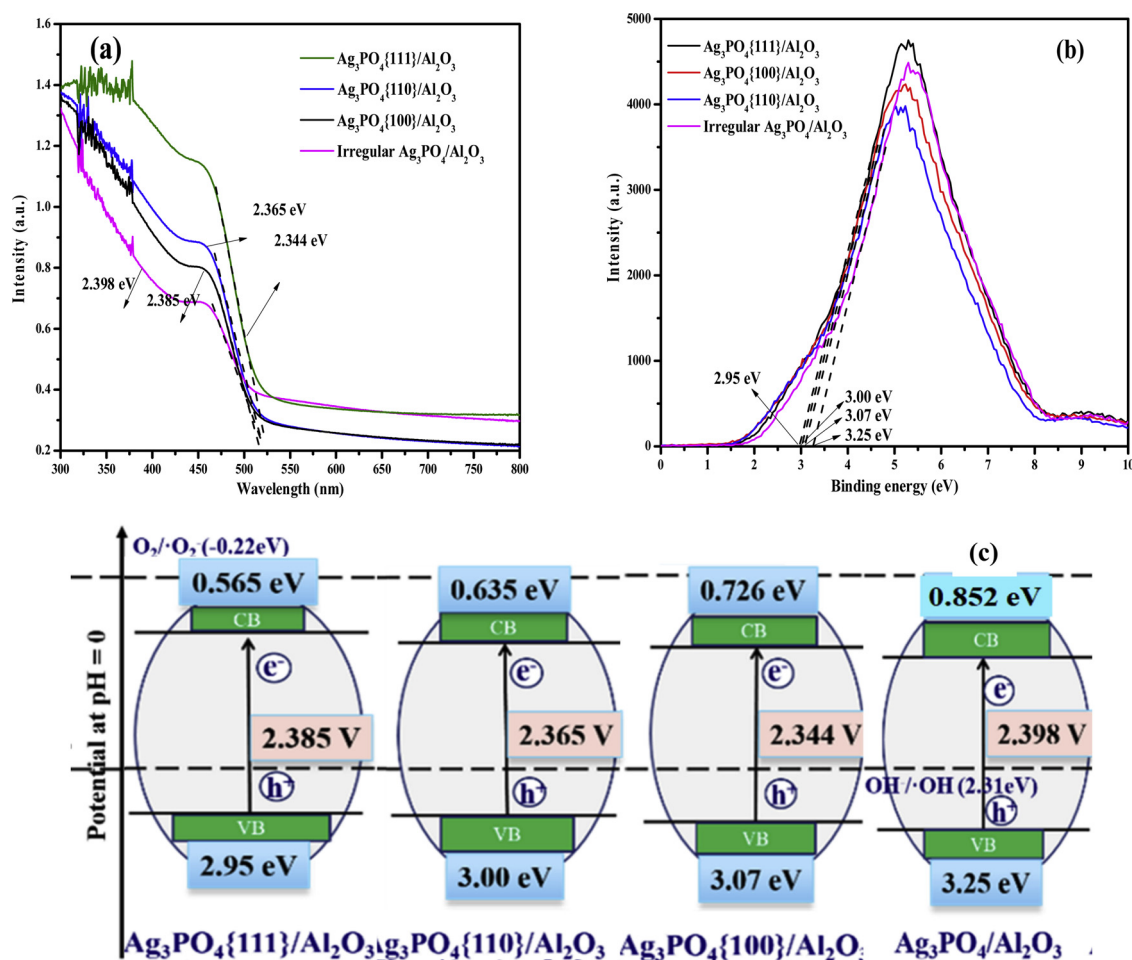 (a)
Ag₃PO₄{111}/Al₂O₃
Ag₃PO₄{110}/Al₂O₃
Ag₃PO₄{100}/Al₂O₃
Irregular Ag₃PO₄/Al₂O₃
2.365 eV
2.344 eV
2.398 eV
2.385 eV
Intensity (a.u.)
1.6
1.4
1.2
1.0
0.8
0.6
0.4
0.2
300 350 400 450 500 550 600 650 700 750 800
Wavelength (nm)
(b)
Ag₃PO₄{111}/Al₂O₃
Ag₃PO₄{100}/Al₂O₃
Ag₃PO₄{110}/Al₂O₃
Irregular Ag₃PO₄/Al₂O₃
2.95 eV
3.00 eV
3.07 eV
3.25 eV
Intensity (a.u.)
5000
4000
3000
2000
1000
0
0 1 2 3 4 5 6 7 8 9 10
Binding energy (eV)
(c)
Potential at pH = 0
O₂/·O₂⁻(-0.22eV)
0.565 eV 0.635 eV 0.726 eV 0.852 eV
CB CB CB CB
e⁻ e⁻ e⁻ e⁻
2.385 V 2.365 V 2.344 V 2.398 V
OH⁻/·OH (2.31eV)
h⁺ h⁺ h⁺ h⁺
VB VB VB VB
2.95 eV 3.00 eV 3.07 eV 3.25 eV
Ag₃PO₄{111}/Al₂O₃ Ag₃PO₄{110}/Al₂O₃ Ag₃PO₄{100}/Al₂O₃ Ag₃PO₄/Al₂O₃